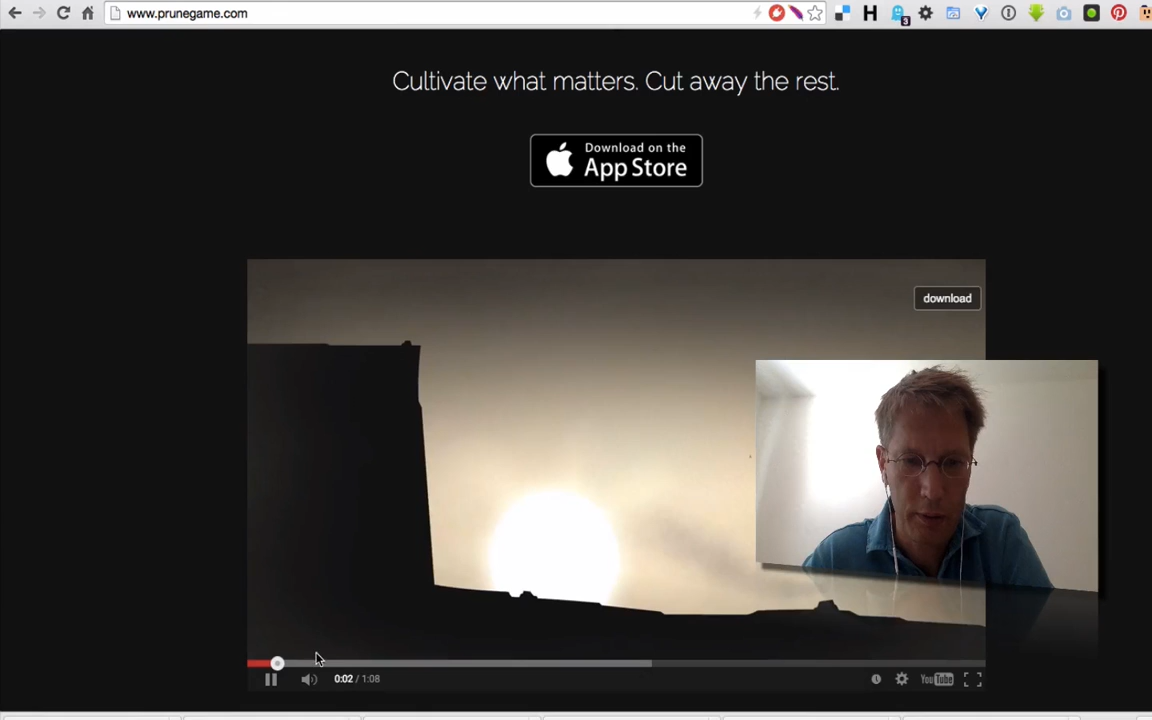 www.prunegame.com
3
Cultivate what matters. Cut away the rest.
Download on the
App Store
download
0:02 / 1:08
YouTube